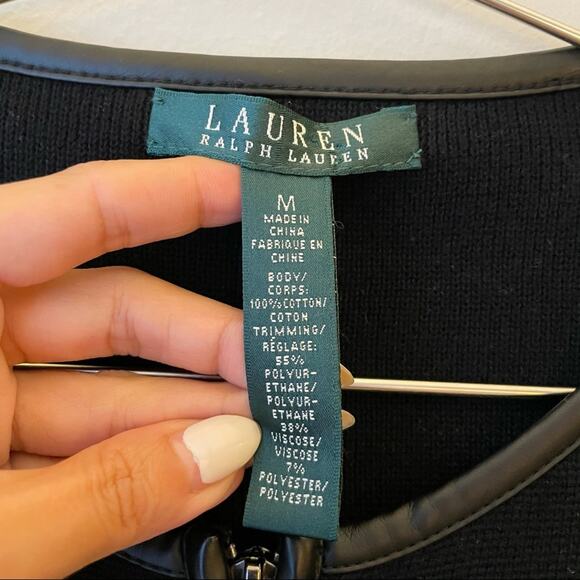 LAUREN
RALPH LAUREN
M
MADE IN
CHINA
FABRIQUE EN
CHINE
BODY/
CORPS:
100%COTTON/
COTON
TRIMMING/
RÉGLAGE:
55%
POLYUR-
ETHANE/
POLYUR-
ETHANE
38%
VISCOSE/
VISCOSE
7%
POLYESTER/
POLYESTER